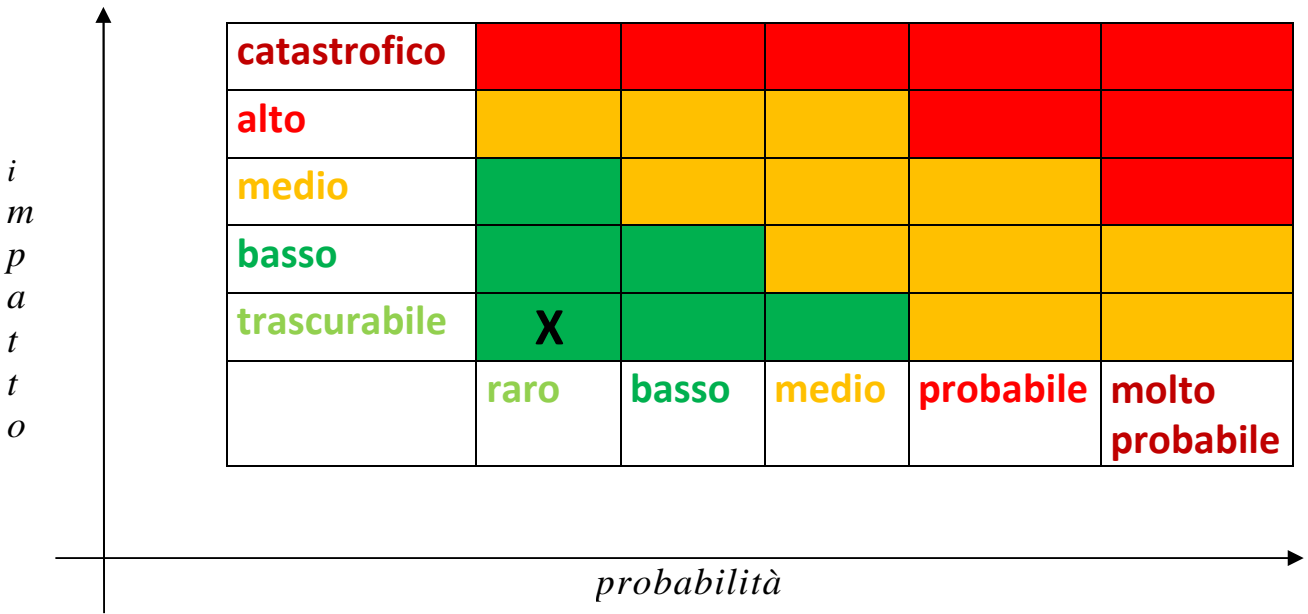 catastrofico
alto
medio
basso
trascurabile X
raro basso medio probabile molto
probabile
i
m
p
a
t
t
o
probabilità